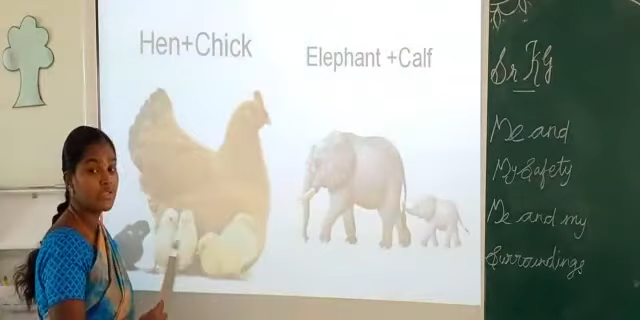 Hen+Chick
Elephant +Calf
Sr KG
Me and
My Safety
Me and my
Surroundings